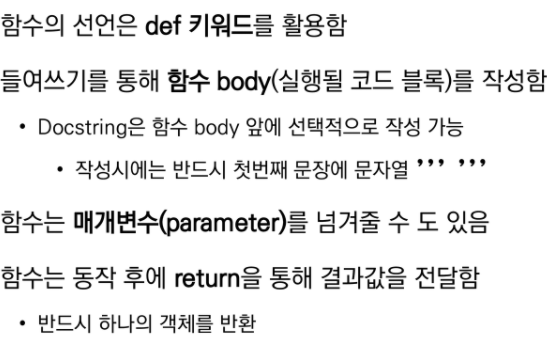 함수의 선언은 def 키워드를 활용함
들여쓰기를 통해 함수 body(실행될 코드 블록)를 작성함
• Docstring은 함수 body 앞에 선택적으로 작성 가능
• 작성시에는 반드시 첫번째 문장에 문자열 ’’’ ’’’
함수는 매개변수(parameter)를 넘겨줄 수 도 있음
함수는 동작 후에 return을 통해 결과값을 전달함
• 반드시 하나의 객체를 반환